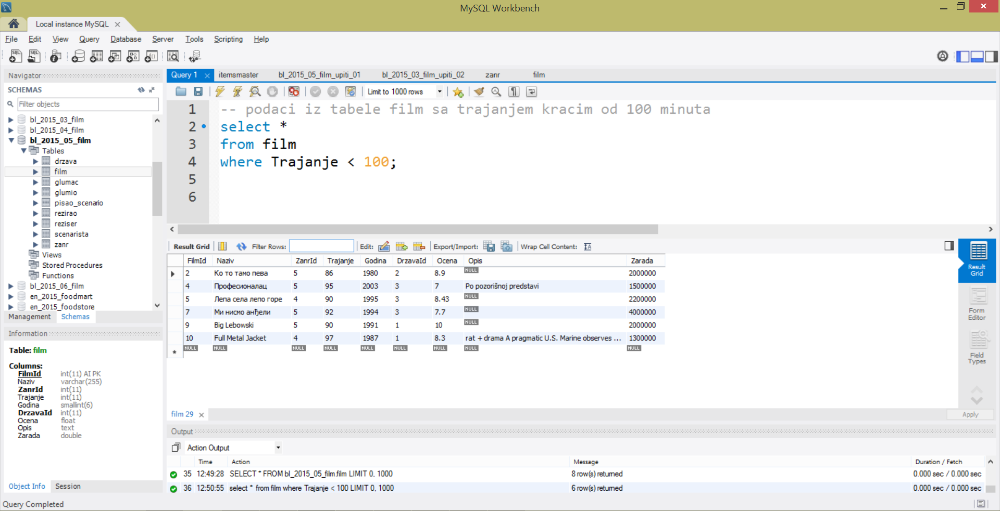 MySQL Workbench
Local instance MySQL
File Edit View Query Database Server Tools Scripting Help
Navigator
SCHEMAS
Filter objects
bl_2015_03_film
bl_2015_04_film
bl_2015_05_film
Tables
drzava
film
glumac
glumio
pisao_scenario
rezirao
reziser
scenarista
zanr
Views
Stored Procedures
Functions
bl_2015_06_film
en_2015_foodmart
en_2015_foodstore
Management Schemas
Information
Table: film
Columns:
FilmId int(11) AI PK
Naziv varchar(255)
ZanrId int(11)
Trajanje int(11)
Godina smallint(6)
DrzavaId int(11)
Ocena float
Opis text
Zarada double
Object Info Session
Query 1 itemsmaster bl_2015_05_film_upiti_01 bl_2015_03_film_upiti_02 zanr film
Limit to 1000 rows
1 -- podaci iz tabele film sa trajanjem kracim od 100 minuta
2 select *
3 from film
4 where Trajanje < 100;
5
6
Result Grid Filter Rows: Edit: Export/Import: Wrap Cell Content:
FilmId Naziv ZanrId Trajanje Godina DrzavaId Ocena Opis Zarada
2 Ко то тамо пева 5 86 1980 2 8.9 NULL 2000000
4 Професионалац 5 95 2003 3 7 Po pozorišnoj predstavi 1500000
5 Лепа села лепо горе 4 90 1995 3 8.43 NULL 2200000
7 Ми нисмо анђели 5 92 1994 3 7.7 NULL 4000000
9 Big Lebowski 5 90 1991 1 10 NULL 2000000
10 Full Metal Jacket 4 97 1987 1 8.3 rat + drama A pragmatic U.S. Marine observes ... 1300000
NULL NULL NULL NULL NULL NULL NULL NULL NULL
Result
Grid
Form
Editor
Field
Types
film 29
Apply
Output
Action Output
Time Action Message Duration / Fetch
35 12:49:28 SELECT * FROM bl_2015_05_film.film LIMIT 0, 1000 8 row(s) returned 0.000 sec / 0.000 sec
36 12:50:55 select * from film where Trajanje < 100 LIMIT 0, 1000 6 row(s) returned 0.000 sec / 0.000 sec
Query Completed